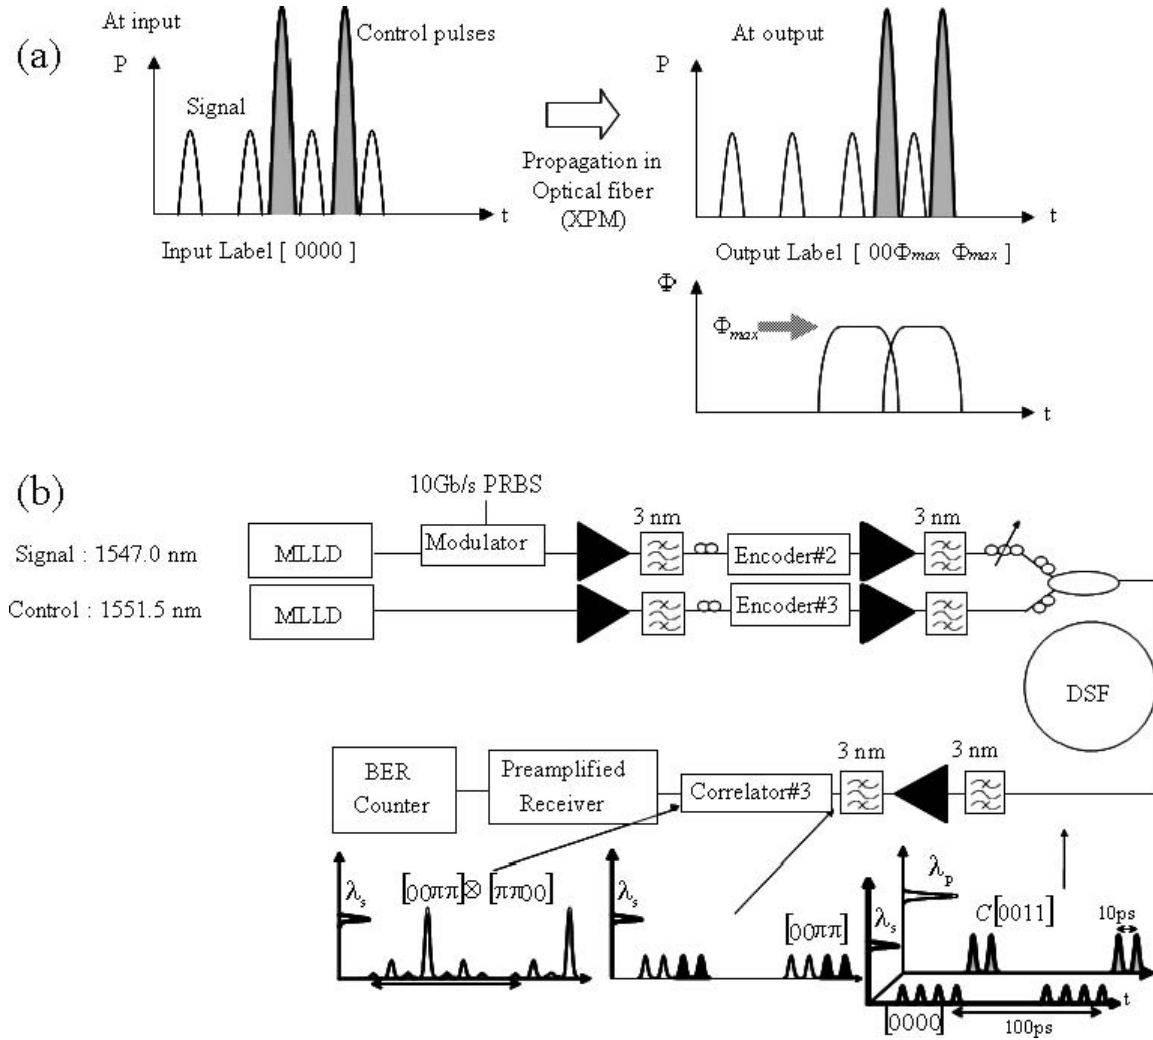 (a)
At input
Control pulses
P
Signal
t
Input Label [ 0000 ]
Propagation in
Optical fiber
(XPM)
At output
P
t
Output Label [ 00Φmax Φmax ]
Φ
Φmax
t
(b)
10Gb/s PRBS
Signal : 1547.0 nm
MLLD
Modulator
3 nm
Encoder#2
3 nm
Control : 1551.5 nm
MLLD
Encoder#3
DSF
BER
Counter
Preamplified
Receiver
Correlator#3
3 nm
3 nm
λs
[00ππ]⊗[ππ00]
λs
[00ππ]
λp
λs
C[0011]
10ps
t
[0000]
100ps